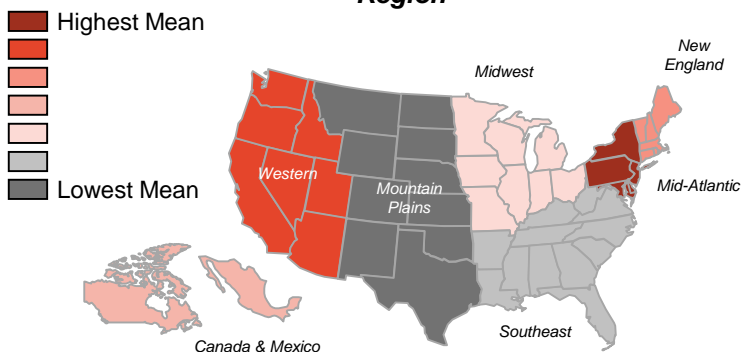 Region
Highest Mean
Lowest Mean
New
England
Midwest
Western
Mountain
Plains
Mid-Atlantic
Southeast
Canada & Mexico